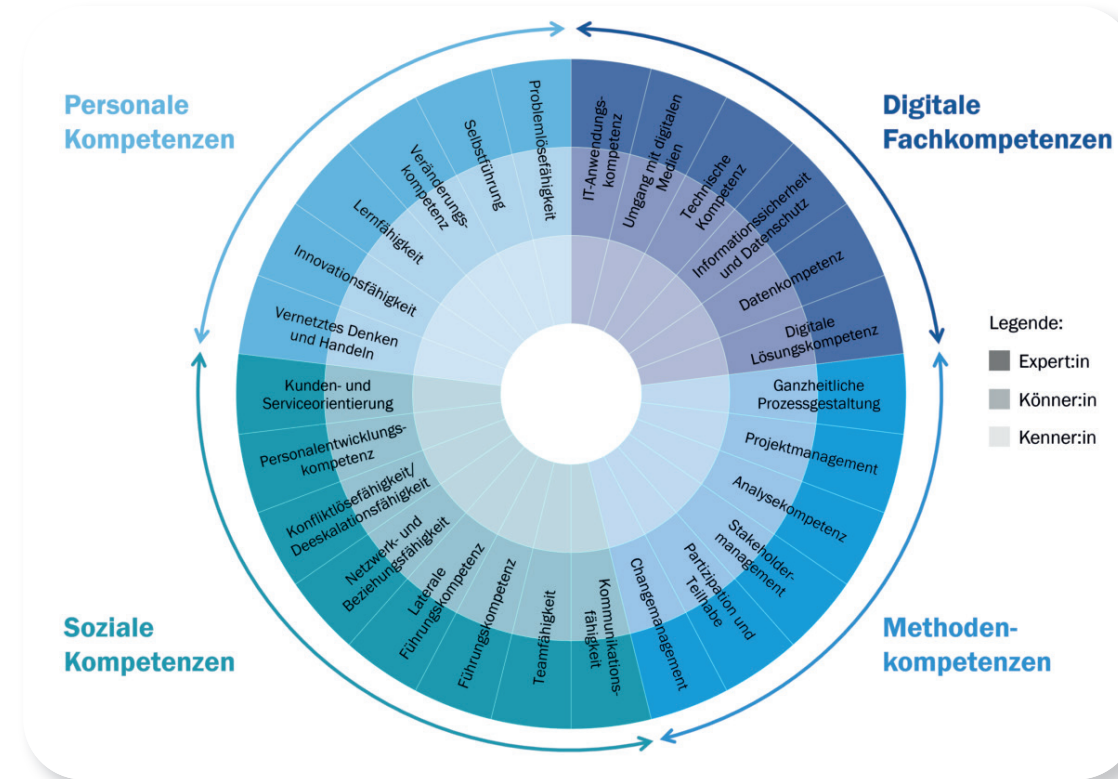 Personale
Kompetenzen
Digitale
Fachkompetenzen
Soziale
Kompetenzen
Methoden-
kompetenzen
IT-Anwendungs-
kompetenz
Umgang mit digitalen
Medien
Technische
Kompetenz
Informationssicherheit
und Datenschutz
Datenkompetenz
Digitale
Lösungskompetenz
Ganzheitliche
Prozessgestaltung
Projektmanagement
Analysekompetenz
Stakeholder-
management
Partizipation und
Teilhabe
Changemanagement
Kommunikations-
fähigkeit
Teamfähigkeit
Führungskompetenz
Laterale
Führungskompetenz
Netzwerk- und
Beziehungsfähigkeit
Konfliktlösefähigkeit/
Deeskalationsfähigkeit
Personalentwicklungs-
kompetenz
Kunden- und
Serviceorientierung
Vernetztes Denken
und Handeln
Innovationsfähigkeit
Lernfähigkeit
Veränderungs-
kompetenz
Selbstführung
Problemlösefähigkeit
Legende:
Expert:in
Könner:in
Kenner:in